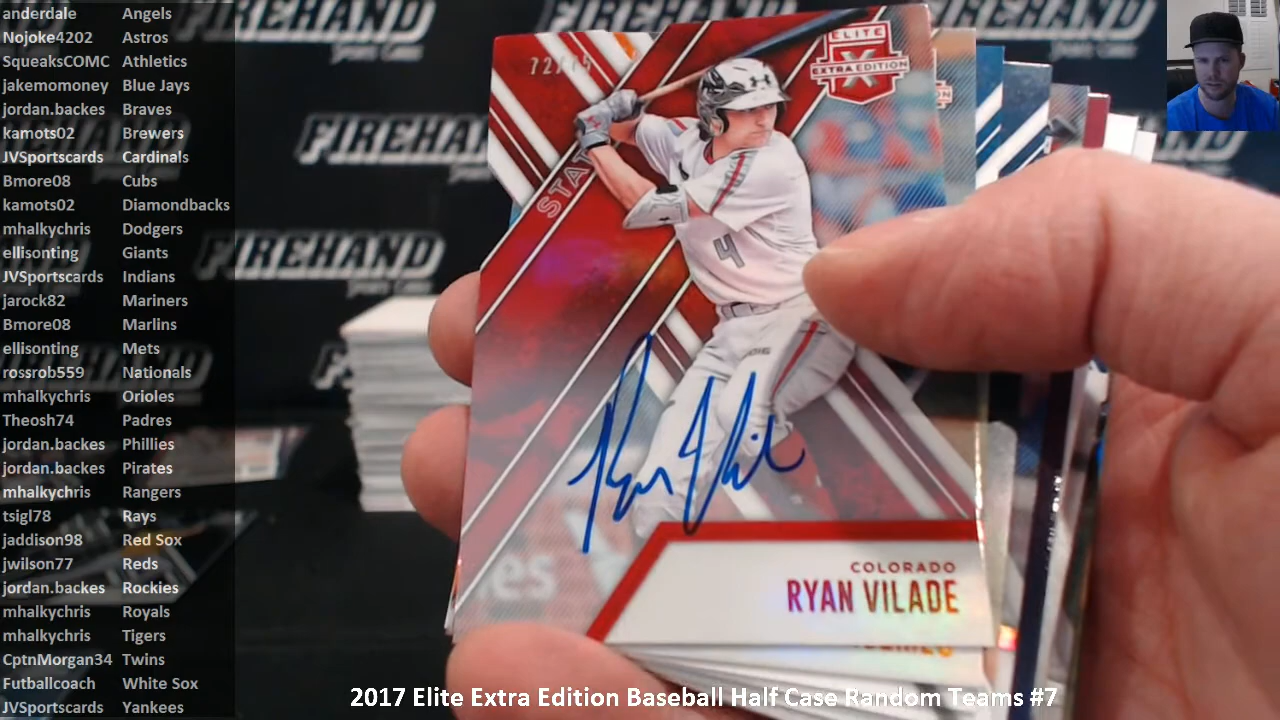 anderdale Angels
Nojoke4202 Astros
SqueaksCOMC Athletics
jakemomoney Blue Jays
jordan.backes Braves
kamots02 Brewers
JVSportscards Cardinals
Bmore08 Cubs
kamots02 Diamondbacks
mhalkychris Dodgers
ellisonting Giants
JVSportscards Indians
jarock82 Mariners
Bmore08 Marlins
ellisonting Mets
rossrob559 Nationals
mhalkychris Orioles
Theosh74 Padres
jordan.backes Phillies
jordan.backes Pirates
mhalkychris Rangers
tsigl78 Rays
jaddison98 Red Sox
jwilson77 Reds
jordan.backes Rockies
mhalkychris Royals
mhalkychris Tigers
CptnMorgan34 Twins
Futballcoach White Sox
JVSportscards Yankees
FIREHAND
FIREHAND
FIREHAND
ELITE
X
EXTRA EDITION
4
COLORADO
RYAN VILADE
2017 Elite Extra Edition Baseball Half Case Random Teams #7